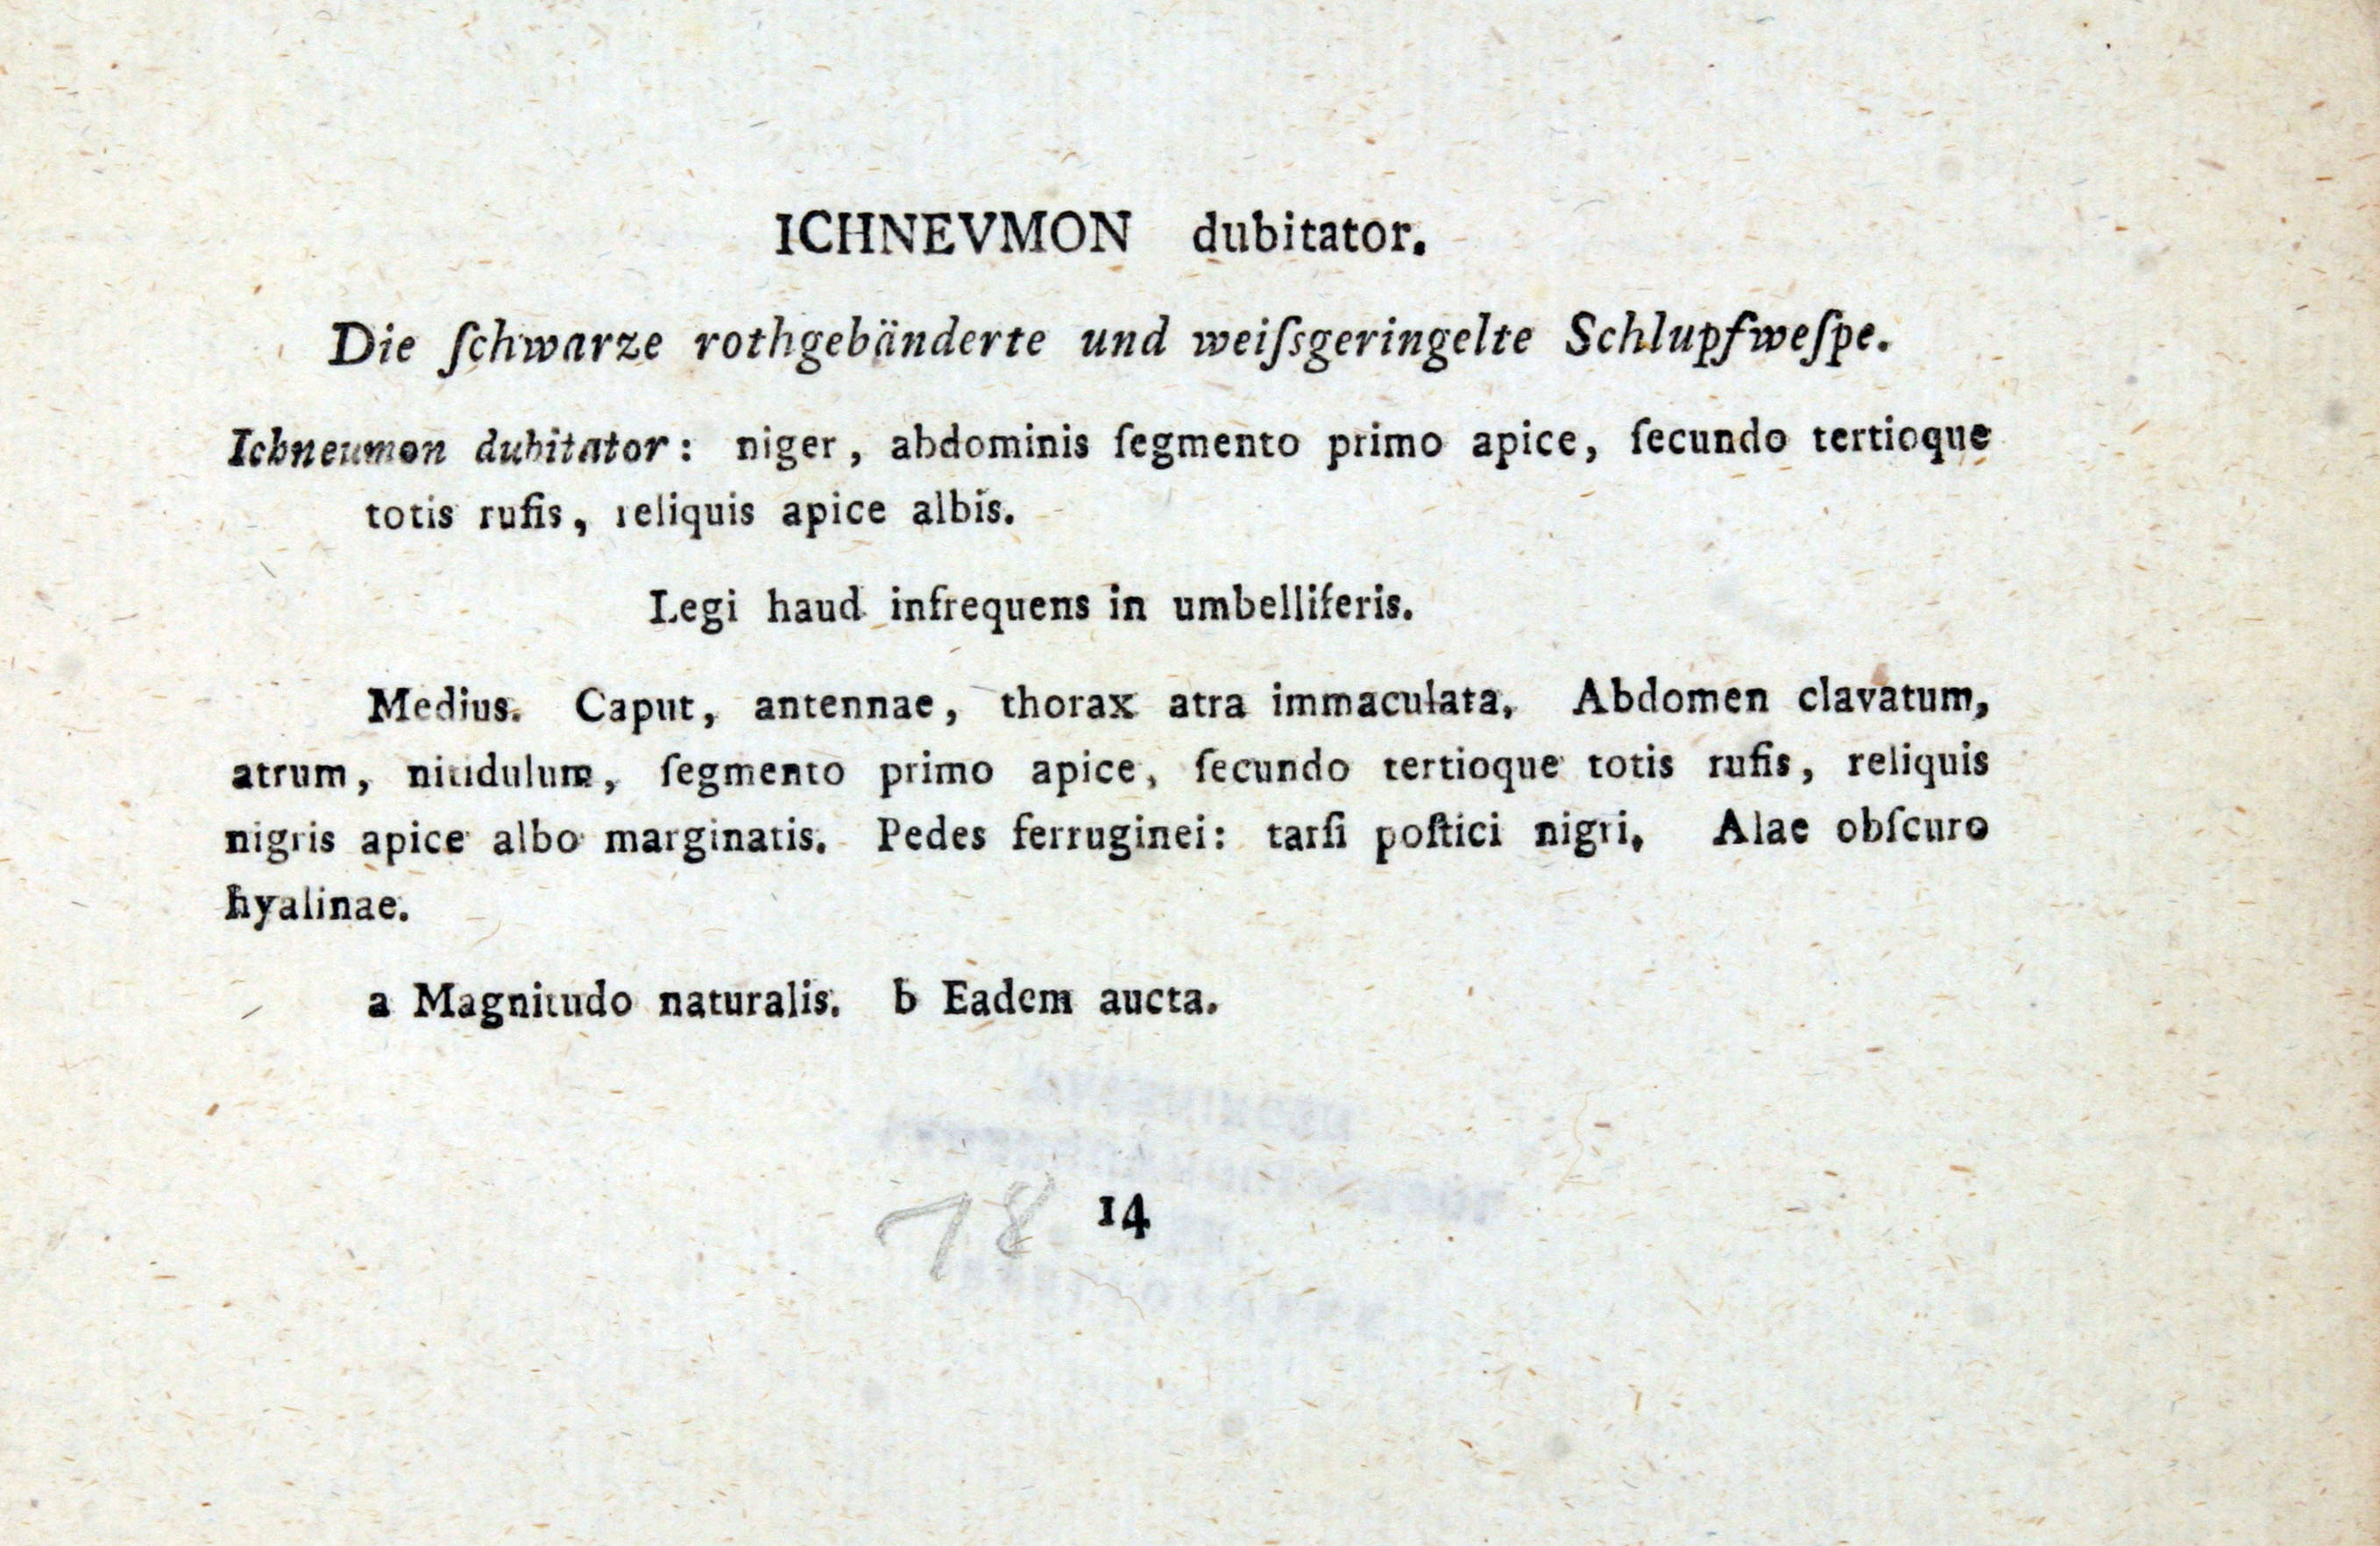 ICHNEVMON dubitator.
Die ſchwarze rothgebänderte und weiſsgeringelte Schlupfweſpe.
Ichneumon dubitator: niger, abdominis ſegmento primo apice, ſecundo tertioque
totis rufis, reliquis apice albis.
Legi haud infrequens in umbelliferis.
Medius. Caput, antennae, thorax atra immaculata. Abdomen clavatum,
atrum, nitidulum, ſegmento primo apice, ſecundo tertioque totis rufis, reliquis
nigris apice albo marginatis. Pedes ferruginei: tarſi poſtici nigri. Alae obſcuro
hyalinae.
a Magnitudo naturalis. b Eadem aucta.
78 14